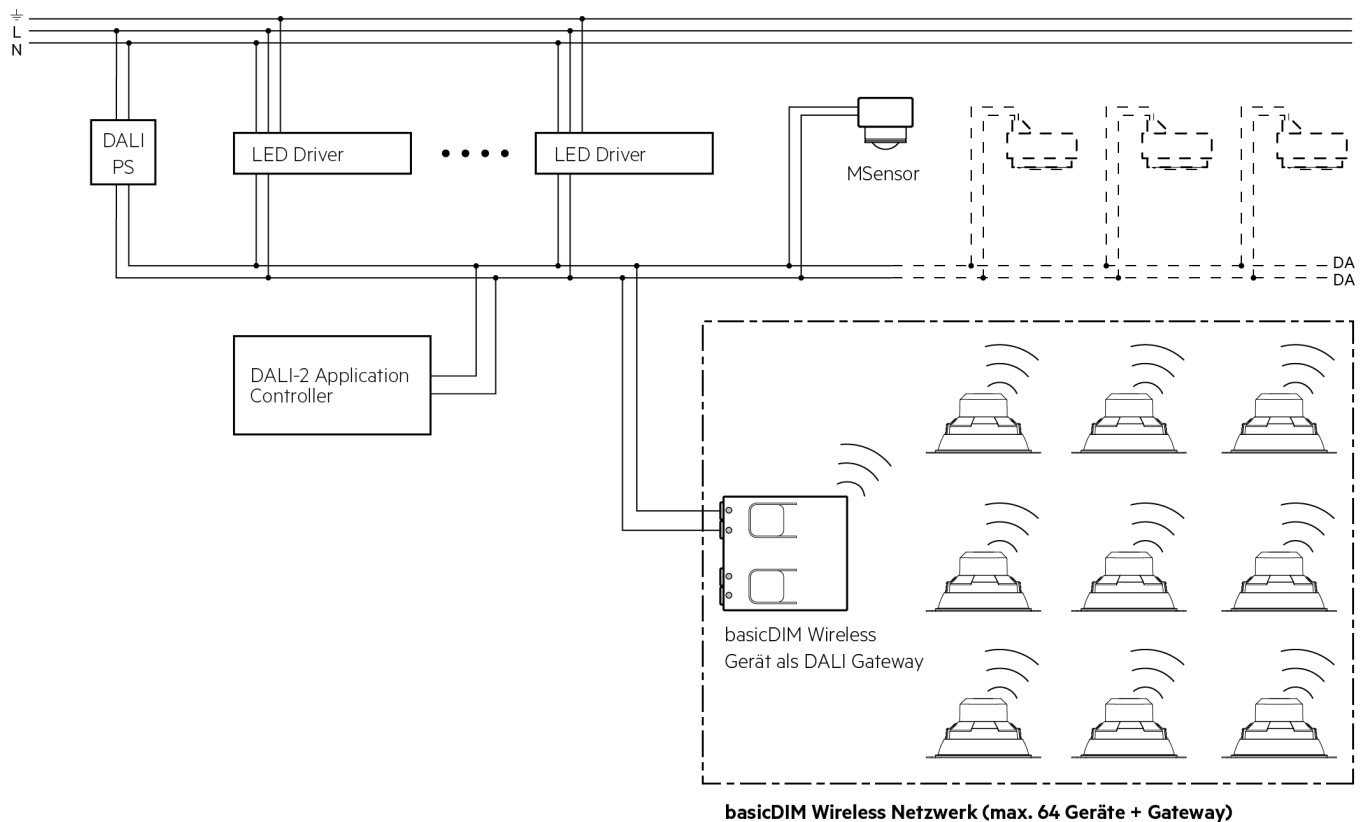 L
N
DALI
PS
LED Driver
LED Driver
MSensor
DA
DA
DALI-2 Application
Controller
basicDIM Wireless
Gerät als DALI Gateway
basicDIM Wireless Netzwerk (max. 64 Geräte + Gateway)